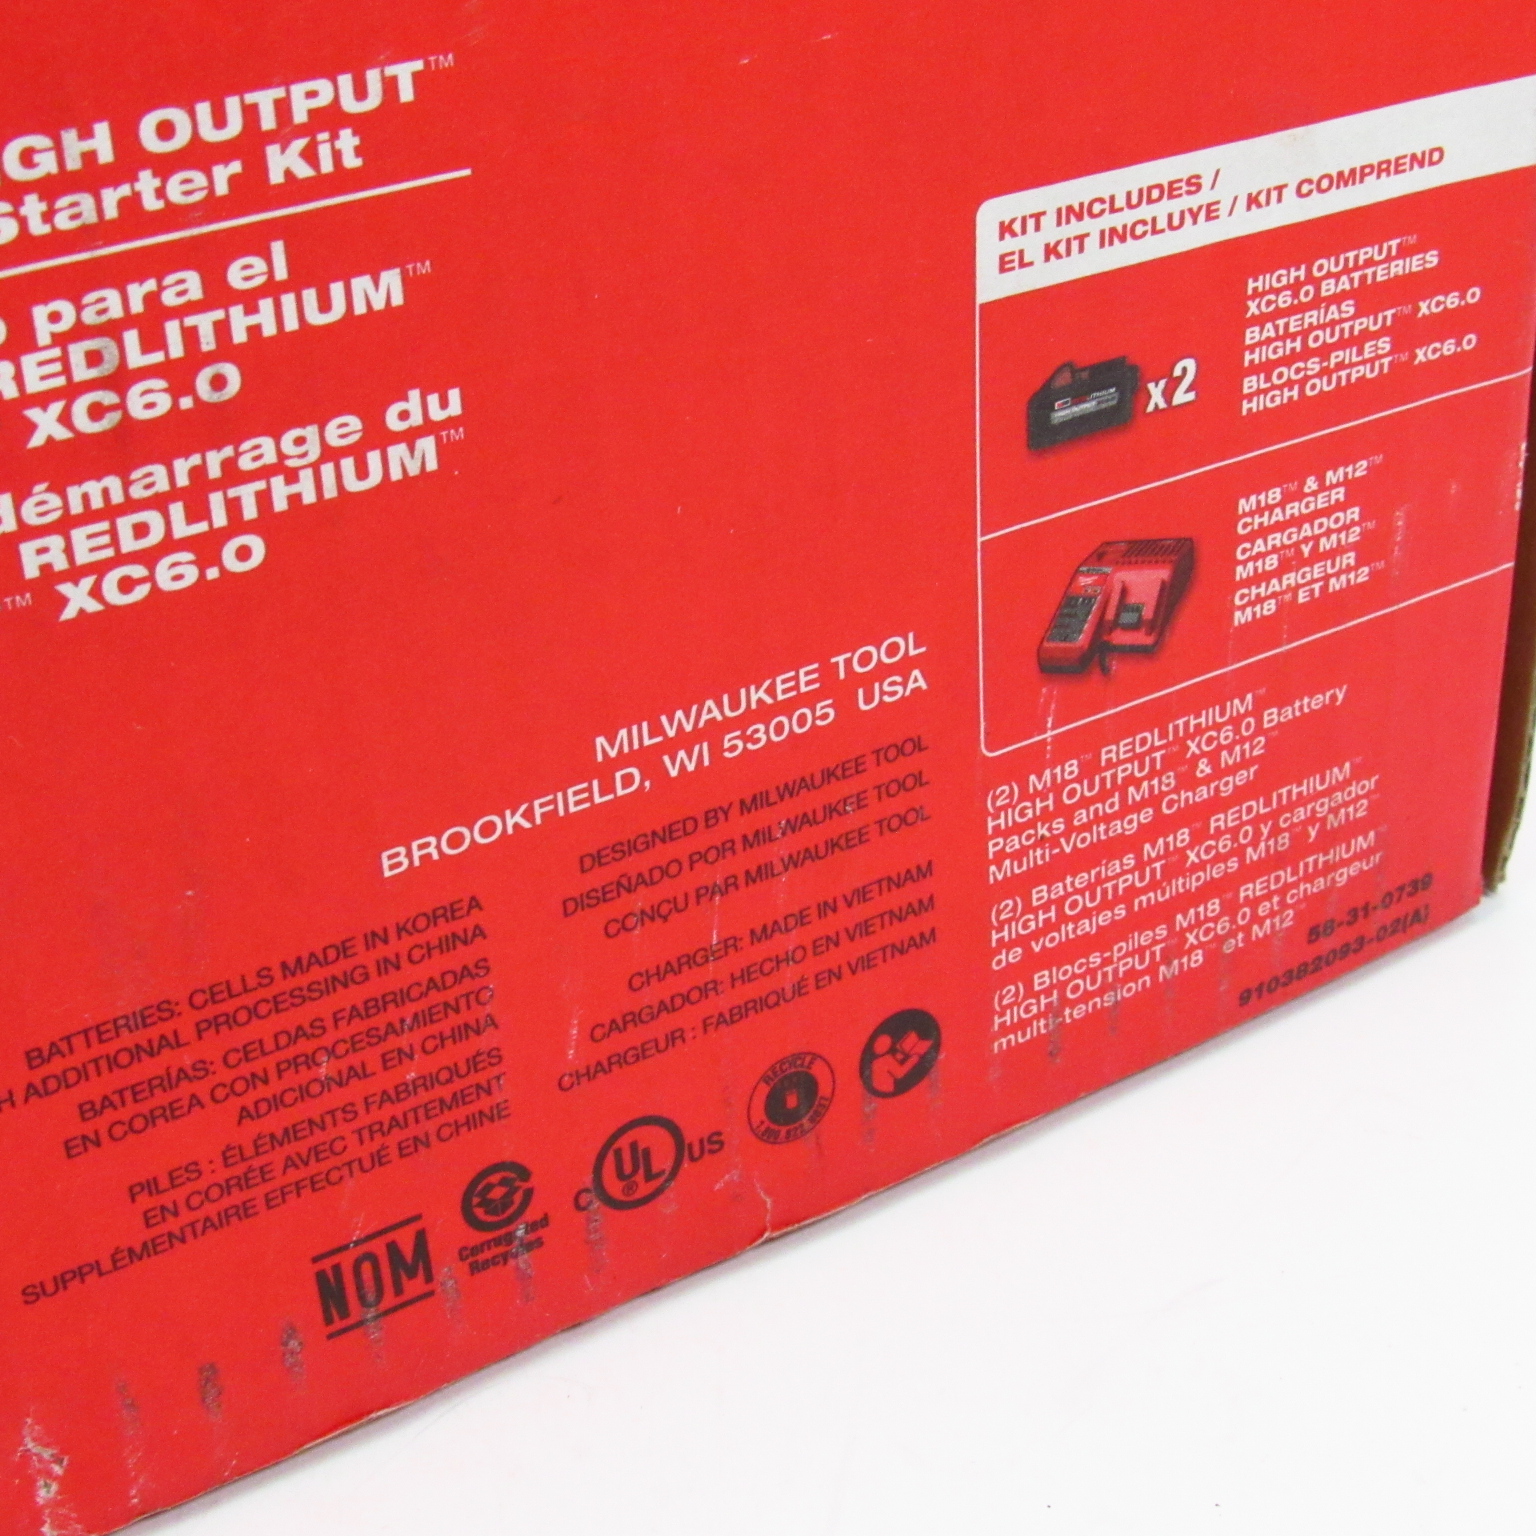 GH OUTPUT™
Starter Kit
para el
REDLITHIUM™
XC6.0
démarrage du
REDLITHIUM™
™ XC6.0
MILWAUKEE TOOL
BROOKFIELD, WI 53005 USA
DESIGNED BY MILWAUKEE TOOL
DISEÑADO POR MILWAUKEE TOOL
CONÇU PAR MILWAUKEE TOOL
BATTERIES: CELLS MADE IN KOREA
H ADDITIONAL PROCESSING IN CHINA
BATERÍAS: CELDAS FABRICADAS
EN COREA CON PROCESAMIENTO
ADICIONAL EN CHINA
PILES : ÉLÉMENTS FABRIQUÉS
EN CORÉE AVEC TRAITEMENT
SUPPLÉMENTAIRE EFFECTUÉ EN CHINE
CHARGER: MADE IN VIETNAM
CARGADOR: HECHO EN VIETNAM
CHARGEUR : FABRIQUÉ EN VIETNAM
NOM
Corrugated
Recycles
C UL US
®
RECYCLE
1.800.822.8837
KIT INCLUDES /
EL KIT INCLUYE / KIT COMPREND
REDLITHIUM
HIGH OUTPUT
x2
HIGH OUTPUT™
XC6.0 BATTERIES
BATERÍAS
HIGH OUTPUT™ XC6.0
BLOCS-PILES
HIGH OUTPUT™ XC6.0
M18™ & M12™
CHARGER
CARGADOR
M18™ Y M12™
CHARGEUR
M18™ ET M12™
(2) M18™ REDLITHIUM™
HIGH OUTPUT™ XC6.0 Battery
Packs and M18™ & M12™
Multi-Voltage Charger
(2) Baterías M18™ REDLITHIUM™
HIGH OUTPUT™ XC6.0 y cargador
de voltajes múltiples M18™ y M12™
(2) Blocs-piles M18™ REDLITHIUM™
HIGH OUTPUT™ XC6.0 et chargeur
multi-tension M18™ et M12™
58-31-0739
910382093-02(A)